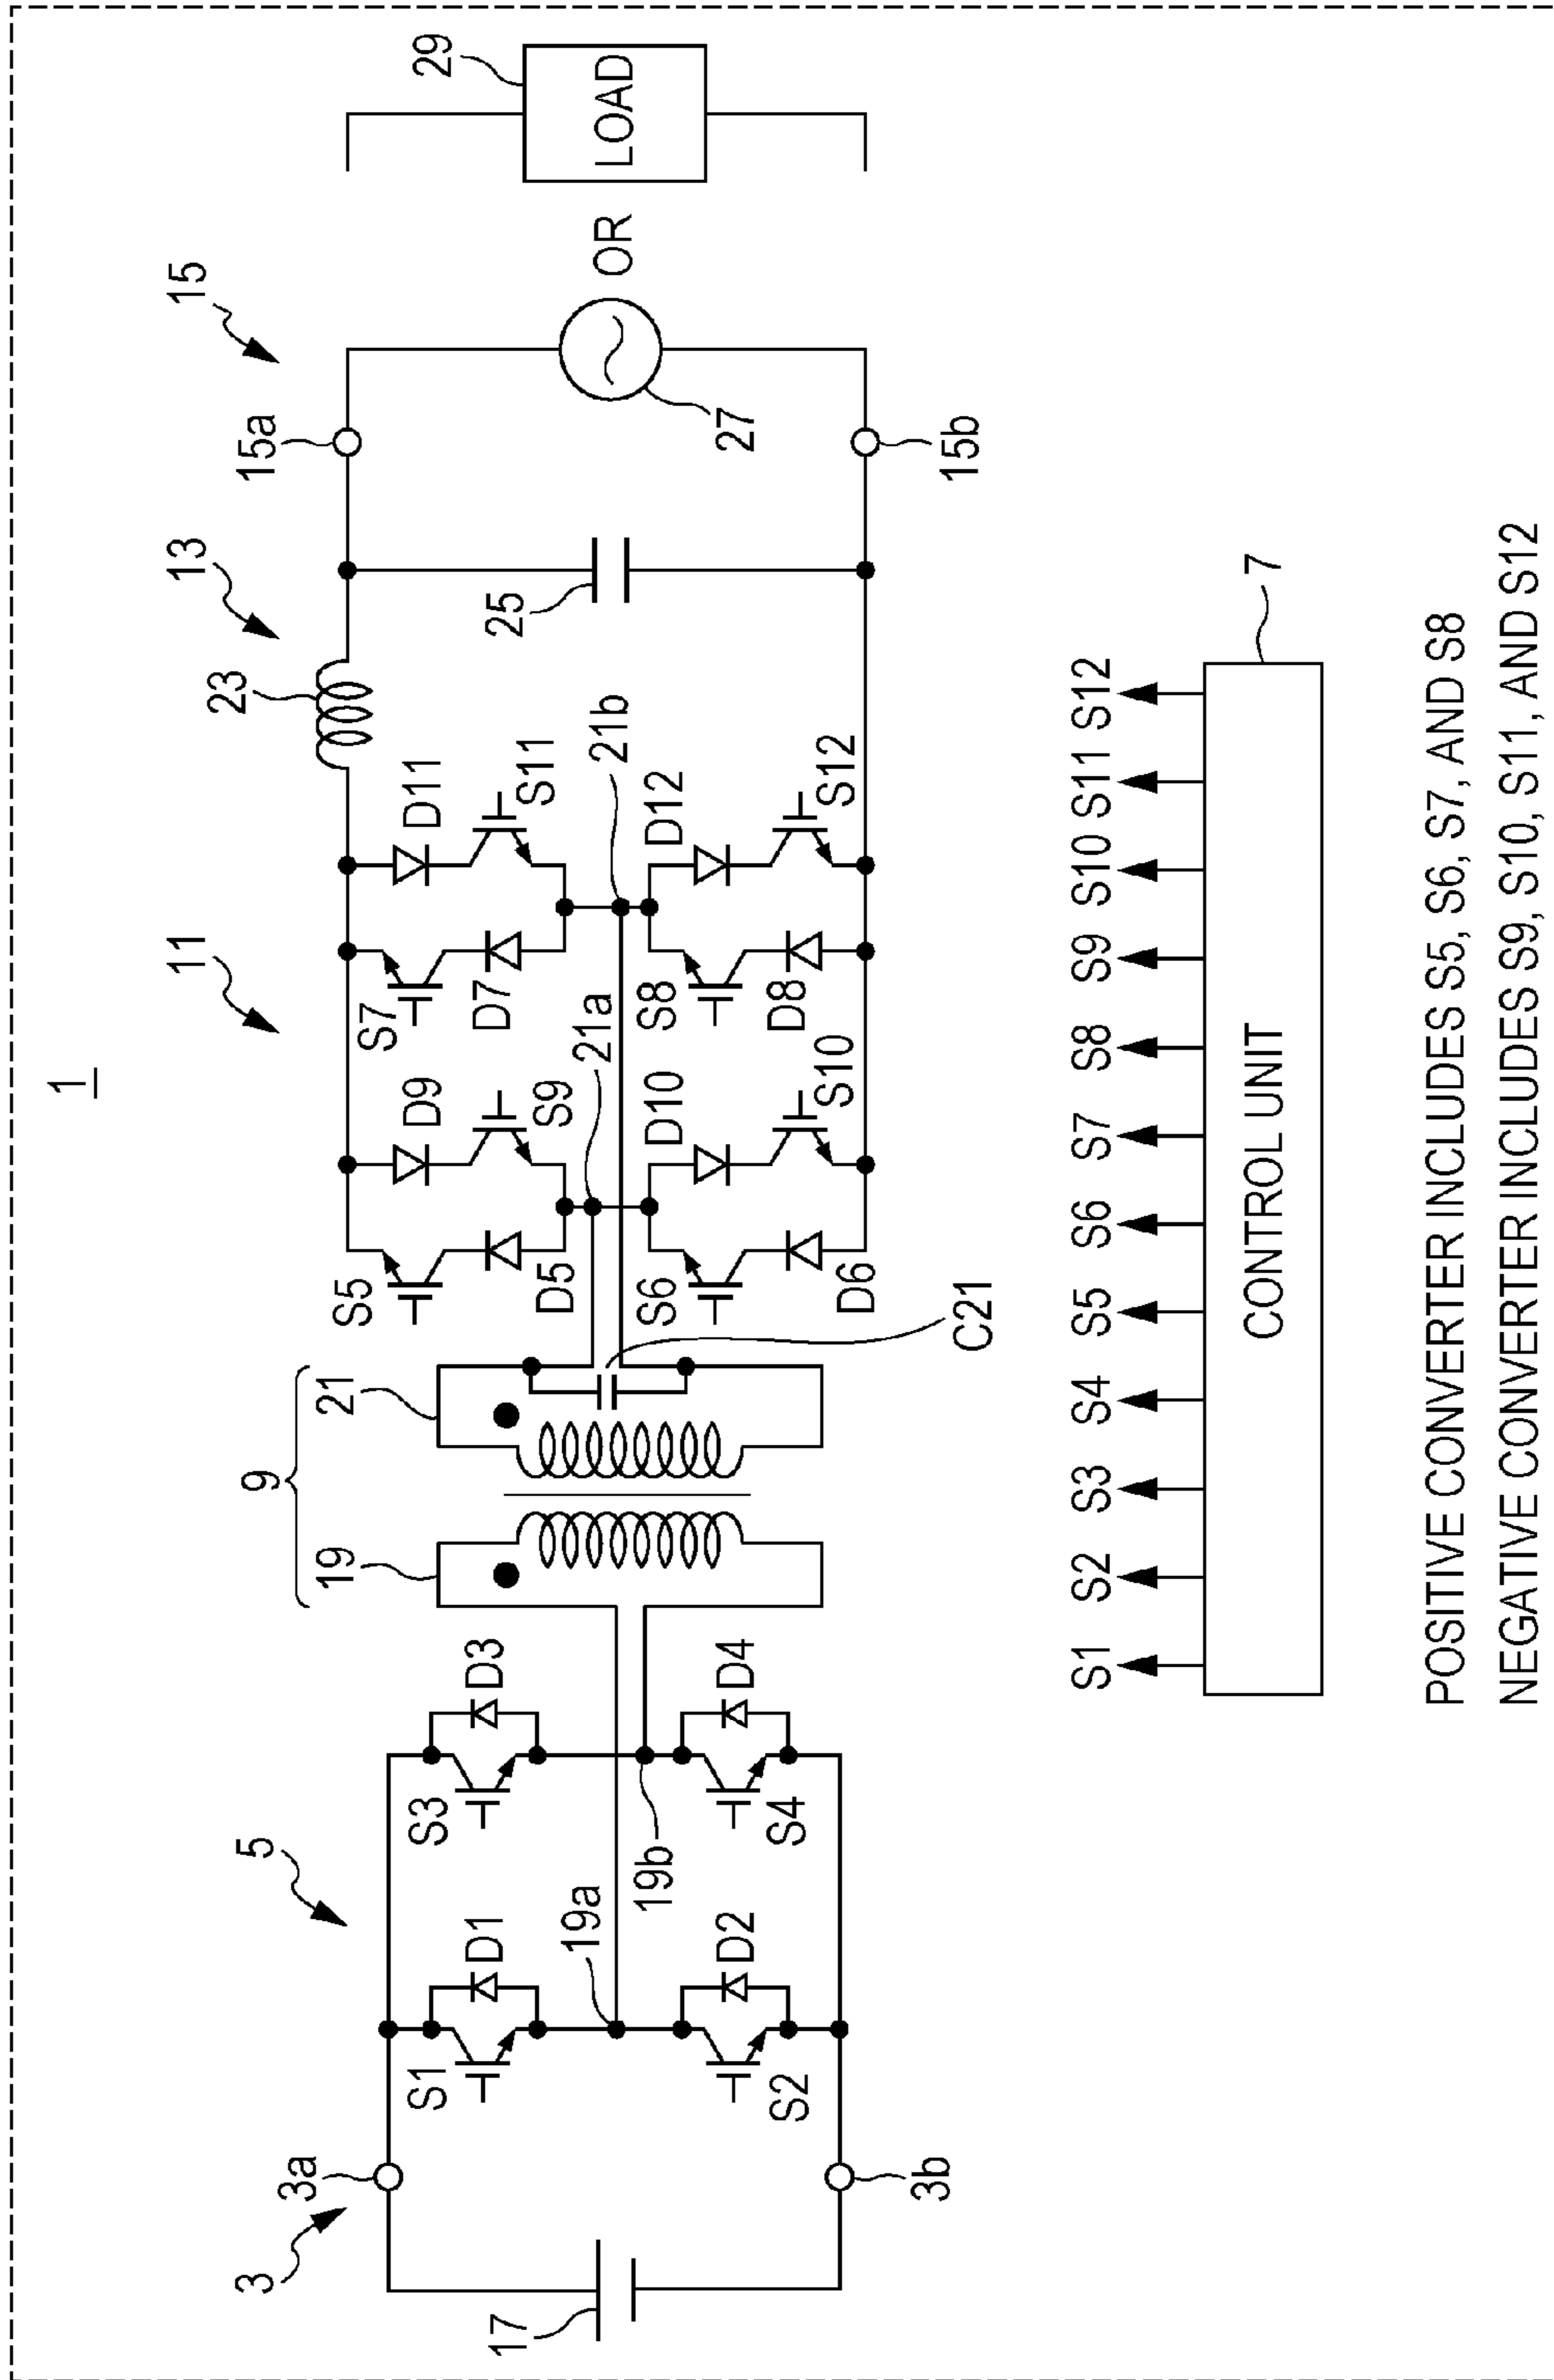 1
3
3a
3b
17
5
S1
D1
S2
D2
19a
S3
D3
S4
D4
19b
9
19
21
C21
11
S5
D5
S6
D6
D9
S9
21a
D10
S10
S7
D7
S8
D8
D11
S11
21b
D12
S12
13
23
25
15
15a
15b
27
OR
29
LOAD
S1 S2 S3 S4 S5 S6 S7 S8 S9 S10 S11 S12
CONTROL UNIT
7
POSITIVE CONVERTER INCLUDES S5, S6, S7, AND S8
NEGATIVE CONVERTER INCLUDES S9, S10, S11, AND S12